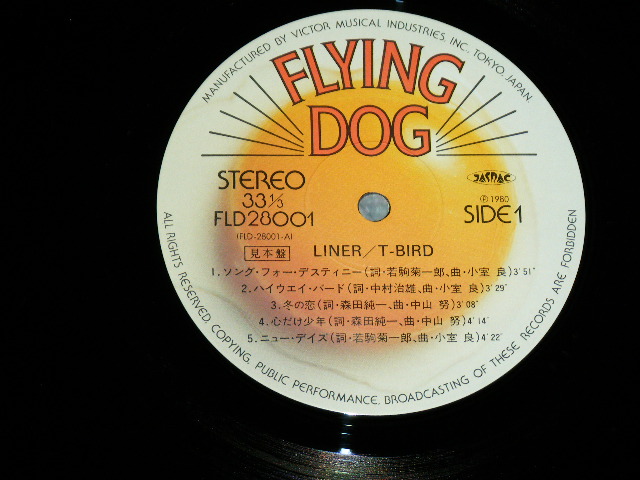 MANUFACTURED BY VICTOR MUSICAL INDUSTRIES, INC., TOKYO, JAPAN
FLYING
DOG
STEREO
33⅓
FLD28001
(FLD-28001-A)
JASRAC
Ⓟ1980
SIDE1
見本盤 LINER/T-BIRD
1.ソング・フォー・デスティニー(詞・若駒菊一郎、曲・小室 良)3'51"
2.ハイウエイ・バード(詞・中村治雄、曲・小室 良)3'29"
3.冬の恋(詞・森田純一、曲・中山 努)3'08"
4.心だけ少年(詞・森田純一、曲・中山 努)4'14"
5.ニュー・デイズ(詞・若駒菊一郎、曲・小室 良)4'22"
ALL RIGHTS RESERVED. COPYING, PUBLIC PERFORMANCE, BROADCASTING OF THESE RECORDS ARE FORBIDDEN